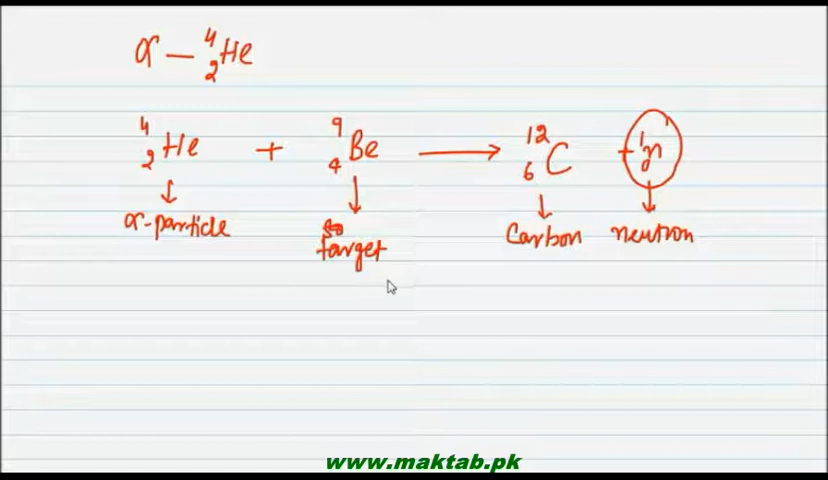 α — ⁴₂He
⁴₂He + ⁹₄Be ⟶ ¹²₆C + ¹₀n
↓ ↓ ↓ ↓
α-particle target Carbon neutron
www.maktab.pk